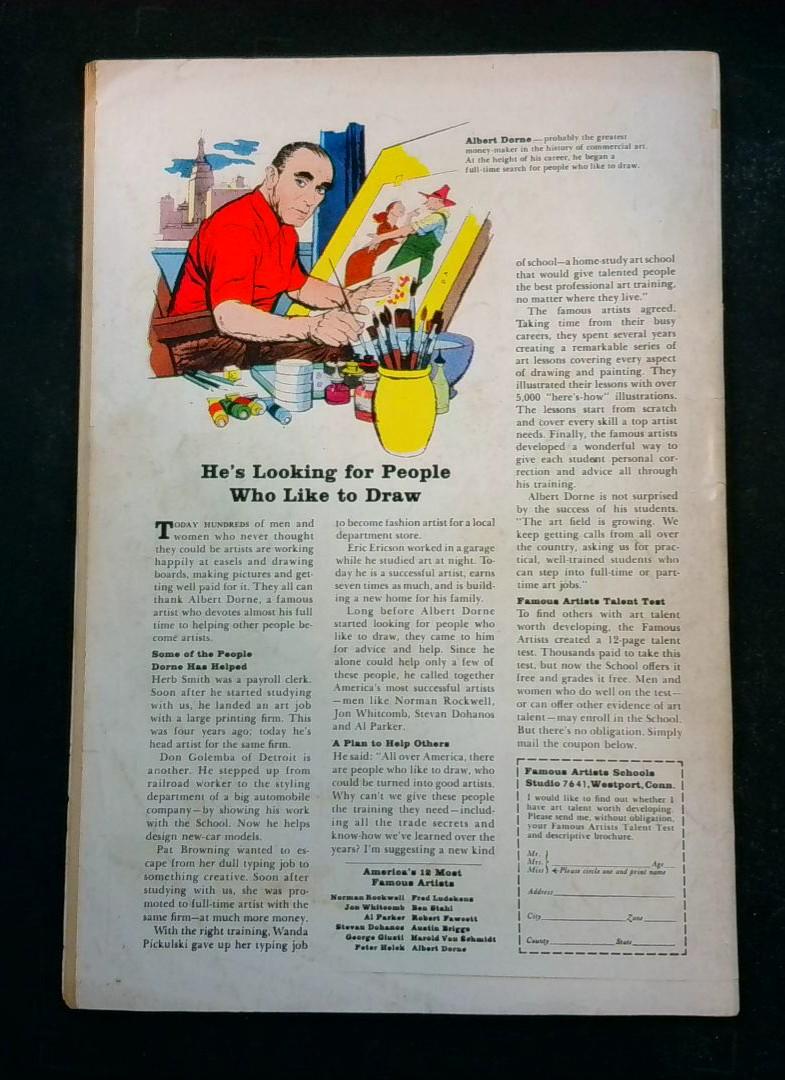 Albert Dorne—probably the greatest
money-maker in the history of commercial art.
At the height of his career, he began a
full-time search for people who like to draw.
He's Looking for People
Who Like to Draw
TODAY HUNDREDS of men and
women who never thought
they could be artists are working
happily at easels and drawing
boards, making pictures and get-
ting well paid for it. They all can
thank Albert Dorne, a famous
artist who devotes almost his full
time to helping other people be-
come artists.
Some of the People
Dorne Has Helped
Herb Smith was a payroll clerk.
Soon after he started studying
with us, he landed an art job
with a large printing firm. This
was four years ago; today he's
head artist for the same firm.
Don Golemba of Detroit is
another. He stepped up from
railroad worker to the styling
department of a big automobile
company—by showing his work
with the School. Now he helps
design new-car models.
Pat Browning wanted to es-
cape from her dull typing job to
something creative. Soon after
studying with us, she was pro-
moted to full-time artist with the
same firm—at much more money.
With the right training, Wanda
Pickulski gave up her typing job
to become fashion artist for a local
department store.
Eric Ericson worked in a garage
while he studied art at night. To-
day he is a successful artist, earns
seven times as much, and is build-
ing a new home for his family.
Long before Albert Dorne
started looking for people who
like to draw, they came to him
for advice and help. Since he
alone could help only a few of
these people, he called together
America's most successful artists
—men like Norman Rockwell,
Jon Whitcomb, Stevan Dohanos
and Al Parker.
A Plan to Help Others
He said: "All over America, there
are people who like to draw, who
could be turned into good artists.
Why can't we give these people
the training they need—includ-
ing all the trade secrets and
know-how we've learned over the
years? I'm suggesting a new kind
America's 12 Most
Famous Artists
Norman Rockwell Fred Ludekens
Jon Whitcomb Ben Stahl
Al Parker Robert Fawcett
Stevan Dohanos Austin Briggs
George Giusti Harold Von Schmidt
Peter Helck Albert Dorne
of school—a home-study art school
that would give talented people
the best professional art training,
no matter where they live."
The famous artists agreed.
Taking time from their busy
careers, they spent several years
creating a remarkable series of
art lessons covering every aspect
of drawing and painting. They
illustrated their lessons with over
5,000 "here's-how" illustrations.
The lessons start from scratch
and cover every skill a top artist
needs. Finally, the famous artists
developed a wonderful way to
give each student personal cor-
rection and advice all through
his training.
Albert Dorne is not surprised
by the success of his students.
"The art field is growing. We
keep getting calls from all over
the country, asking us for prac-
tical, well-trained students who
can step into full-time or part-
time art jobs."
Famous Artists Talent Test
To find others with art talent
worth developing, the Famous
Artists created a 12-page talent
test. Thousands paid to take this
test, but now the School offers it
free and grades it free. Men and
women who do well on the test—
or can offer other evidence of art
talent—may enroll in the School.
But there's no obligation. Simply
mail the coupon below.
Famous Artists Schools
Studio 7641, Westport, Conn.
I would like to find out whether I
have art talent worth developing.
Please send me, without obligation,
your Famous Artists Talent Test
and descriptive brochure.
Mr.
Mrs. Age
Miss Please circle one and print name
Address
City Zone
County State